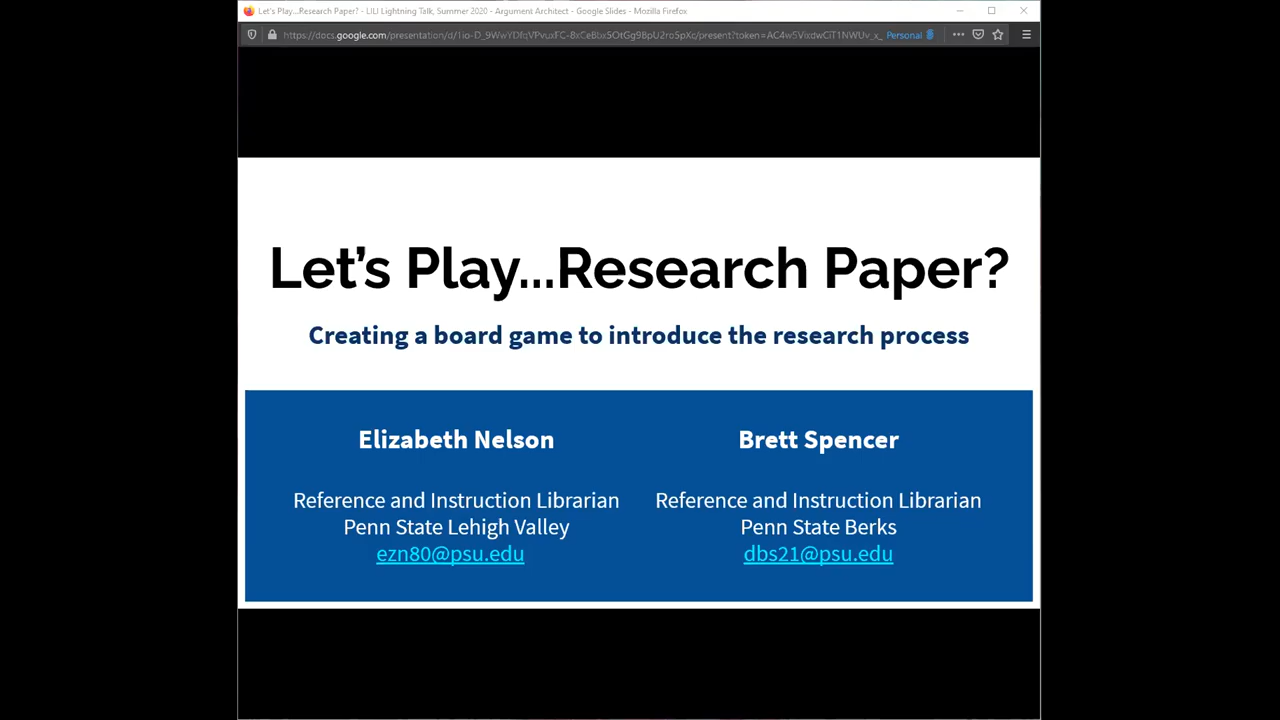 Let's Play...Research Paper? - LILI Lightning Talk, Summer 2020 - Argument Architect - Google Slides - Mozilla Firefox
Personal
Let's Play...Research Paper?
Creating a board game to introduce the research process
Elizabeth Nelson
Reference and Instruction Librarian
Penn State Lehigh Valley
ezn80@psu.edu
Brett Spencer
Reference and Instruction Librarian
Penn State Berks
dbs21@psu.edu